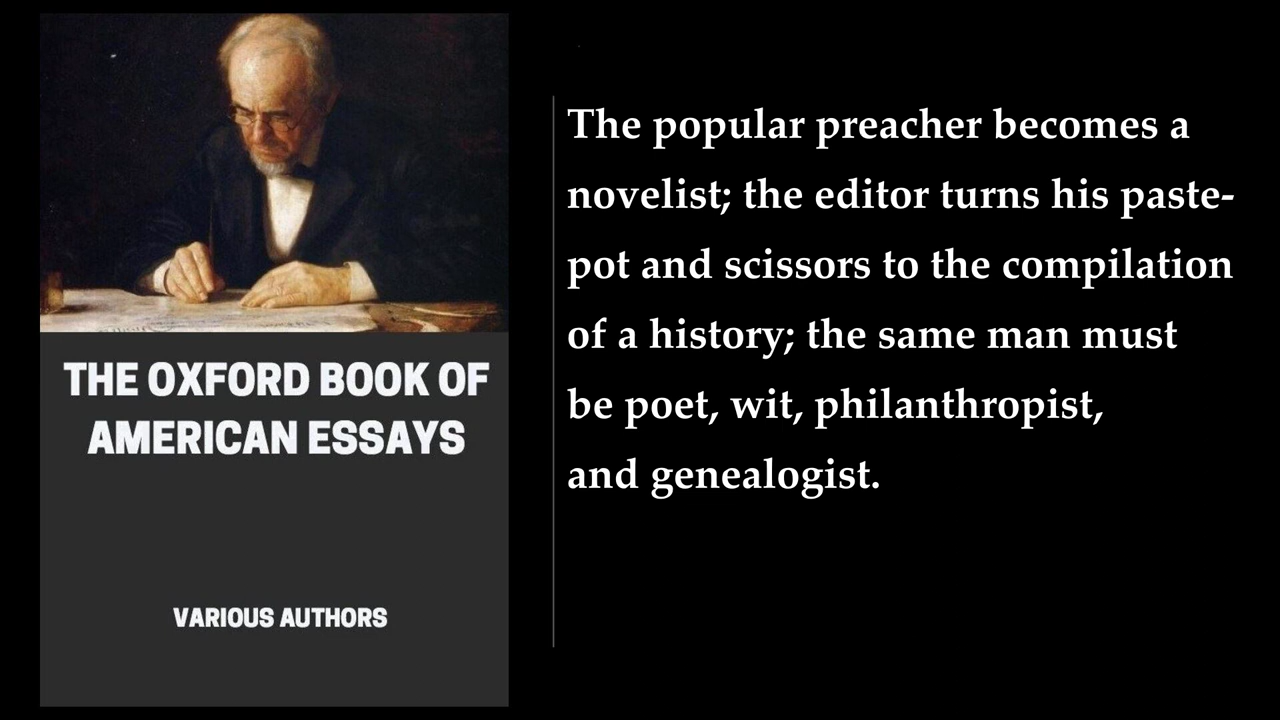 THE OXFORD BOOK OF
AMERICAN ESSAYS
VARIOUS AUTHORS
The popular preacher becomes a
novelist; the editor turns his paste-
pot and scissors to the compilation
of a history; the same man must
be poet, wit, philanthropist,
and genealogist.